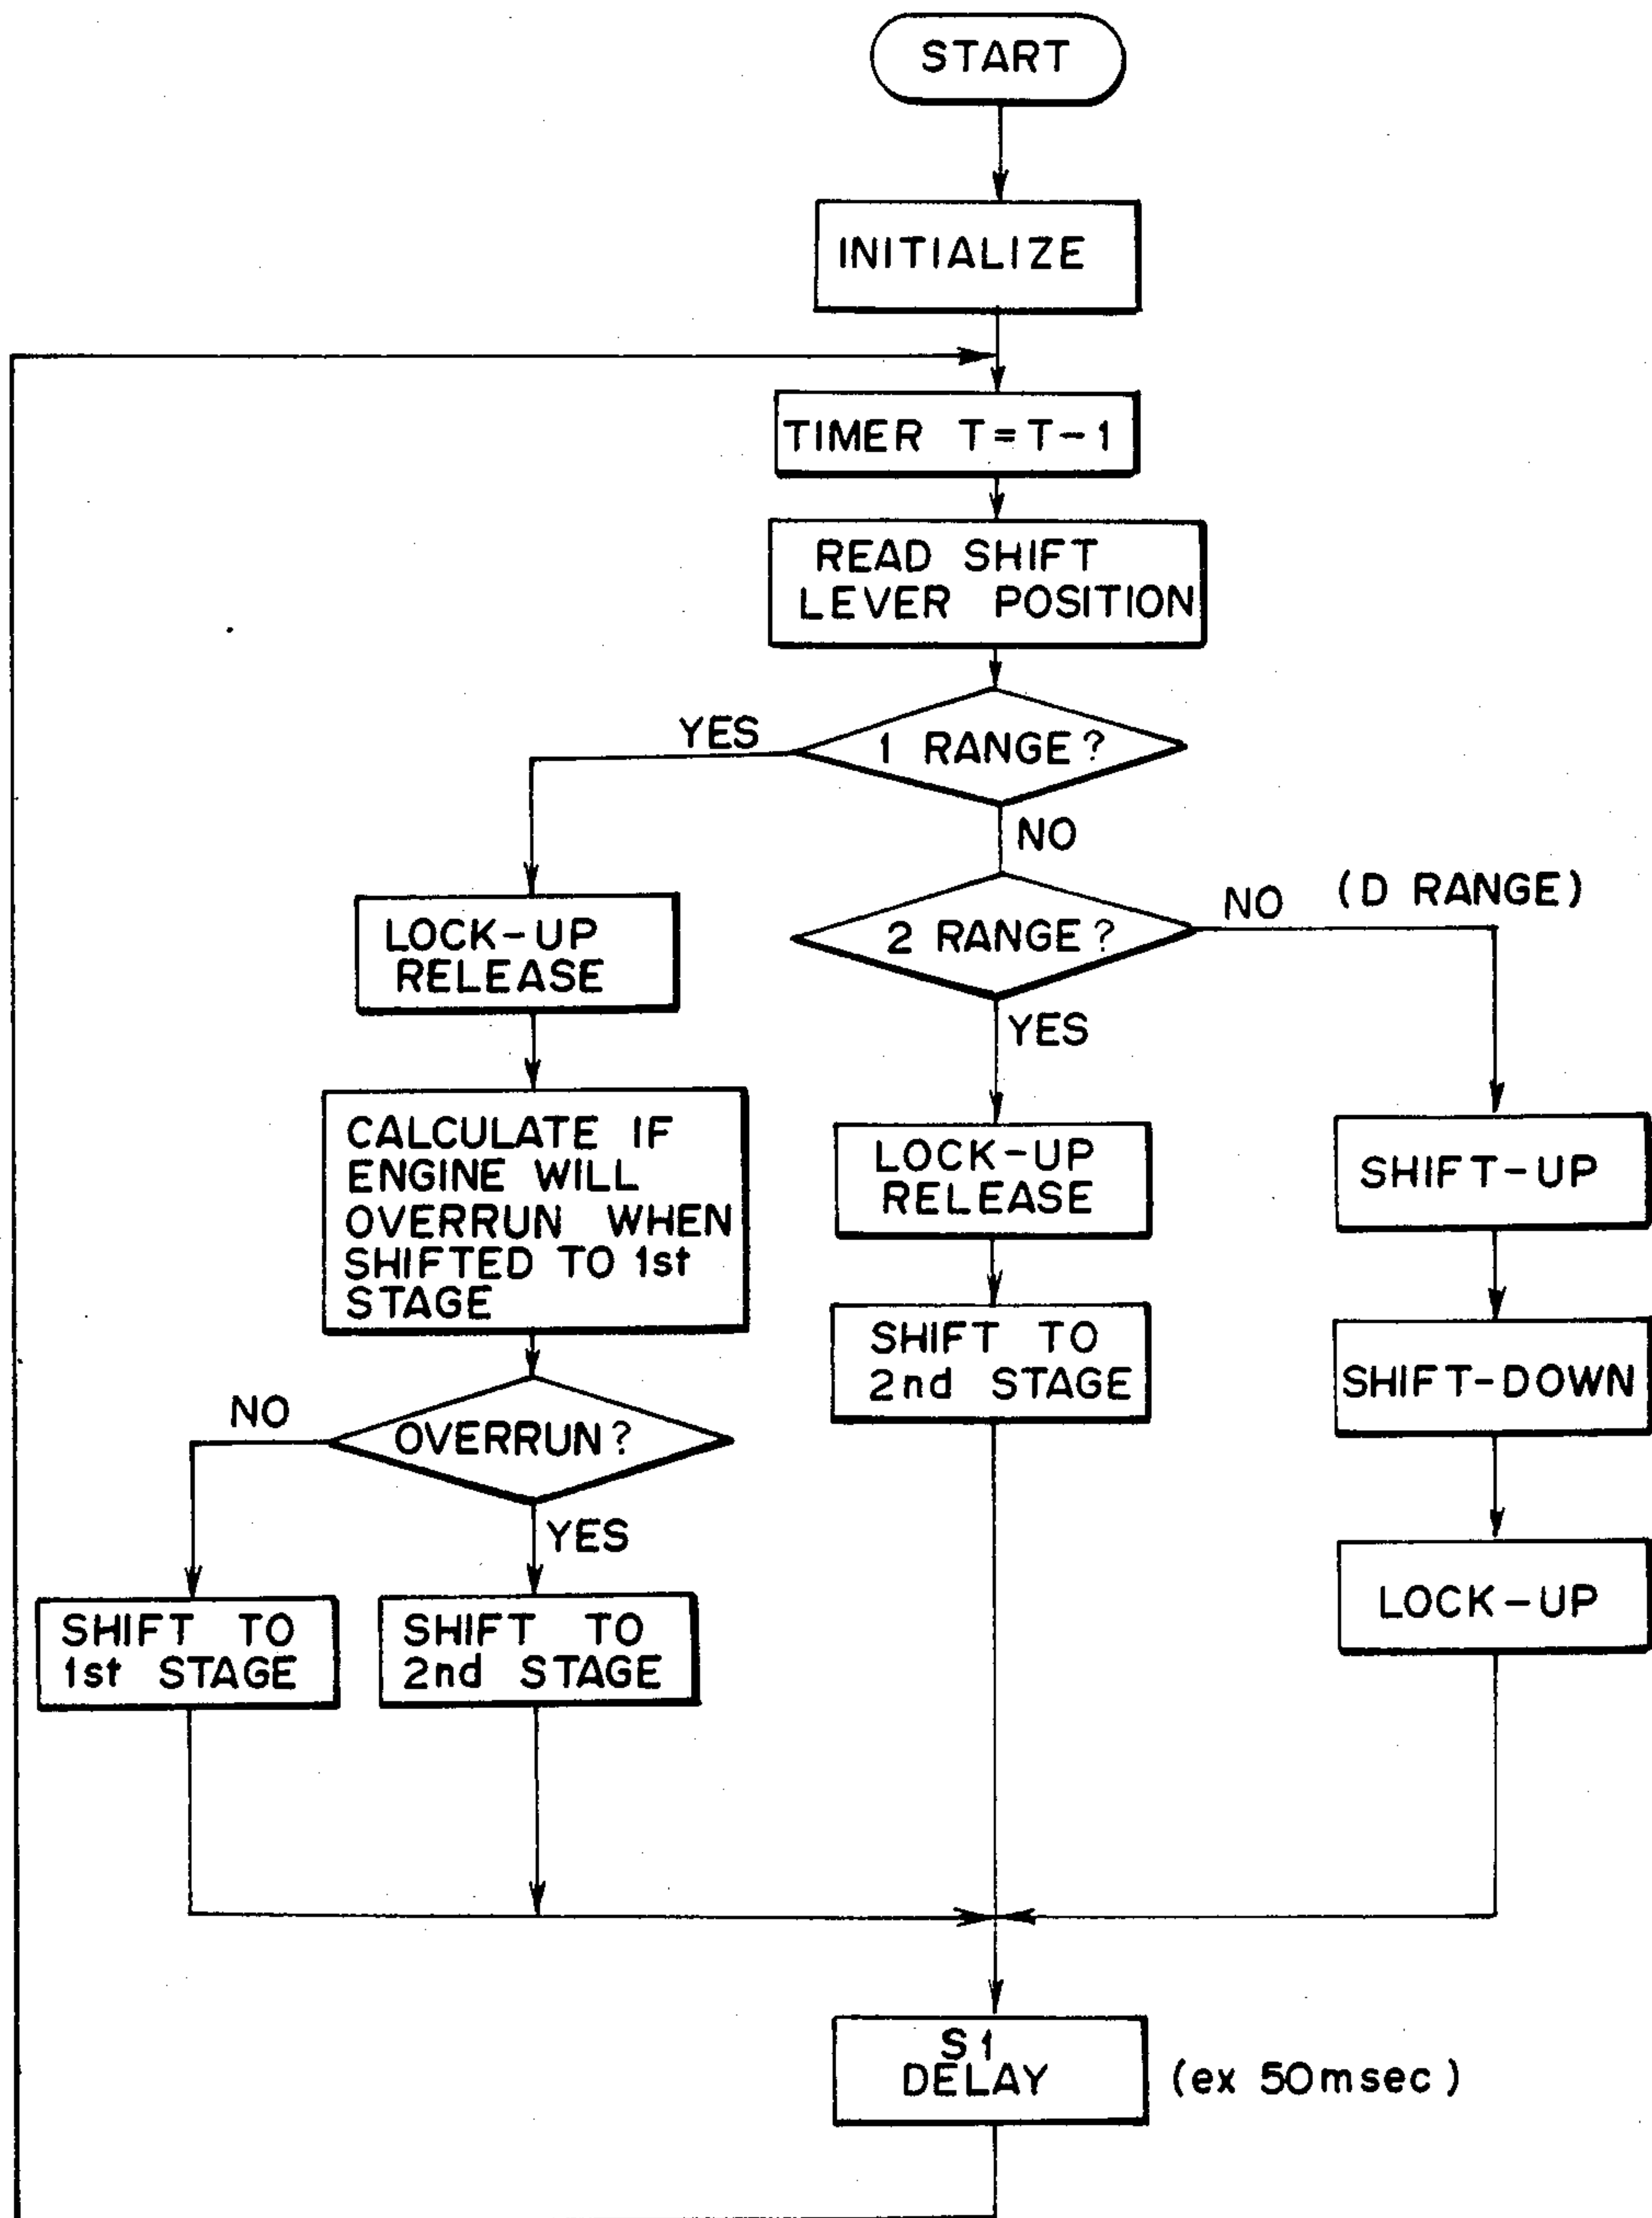 START
INITIALIZE
TIMER T=T-1
READ SHIFT
LEVER POSITION
YES
1 RANGE?
NO
2 RANGE?
NO (D RANGE)
YES
LOCK-UP
RELEASE
CALCULATE IF
ENGINE WILL
OVERRUN WHEN
SHIFTED TO 1st
STAGE
LOCK-UP
RELEASE
SHIFT TO
2nd STAGE
SHIFT-UP
SHIFT-DOWN
LOCK-UP
NO
OVERRUN?
YES
SHIFT TO
1st STAGE
SHIFT TO
2nd STAGE
S1
DELAY
(ex 50msec)